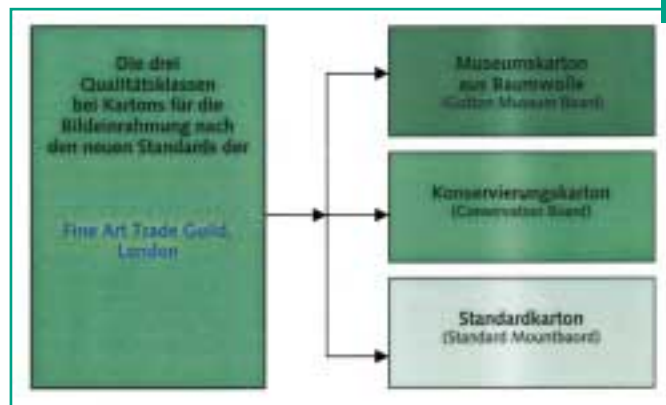 Die drei
Qualitätsklassen
bei Kartons für die
Bildeinrahmung nach
den neuen Standards der
Fine Art Trade Guild,
London
Museumskarton
aus Baumwolle
(Cotton Museum Board)
Konservierungskarton
(Conservation Board)
Standardkarton
(Standard Mountbaord)